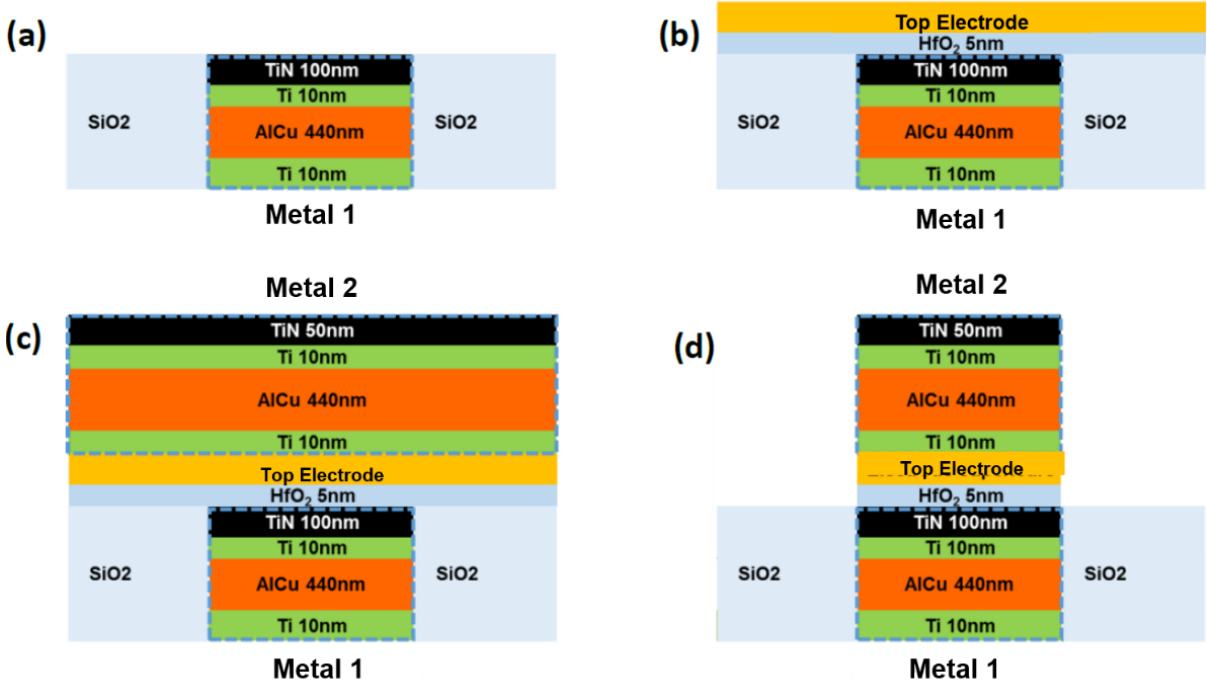 (a)
TiN 100nm
Ti 10nm
SiO2
AlCu 440nm
SiO2
Ti 10nm
Metal 1
(b)
Top Electrode
HfO₂ 5nm
TiN 100nm
Ti 10nm
SiO2
AlCu 440nm
SiO2
Ti 10nm
Metal 1
Metal 2
(c)
TiN 50nm
Ti 10nm
AlCu 440nm
Ti 10nm
Top Electrode
HfO₂ 5nm
TiN 100nm
Ti 10nm
SiO2
AlCu 440nm
SiO2
Ti 10nm
Metal 1
Metal 2
(d)
TiN 50nm
Ti 10nm
AlCu 440nm
Ti 10nm
Top Electrode
HfO₂ 5nm
TiN 100nm
Ti 10nm
SiO2
AlCu 440nm
SiO2
Ti 10nm
Metal 1